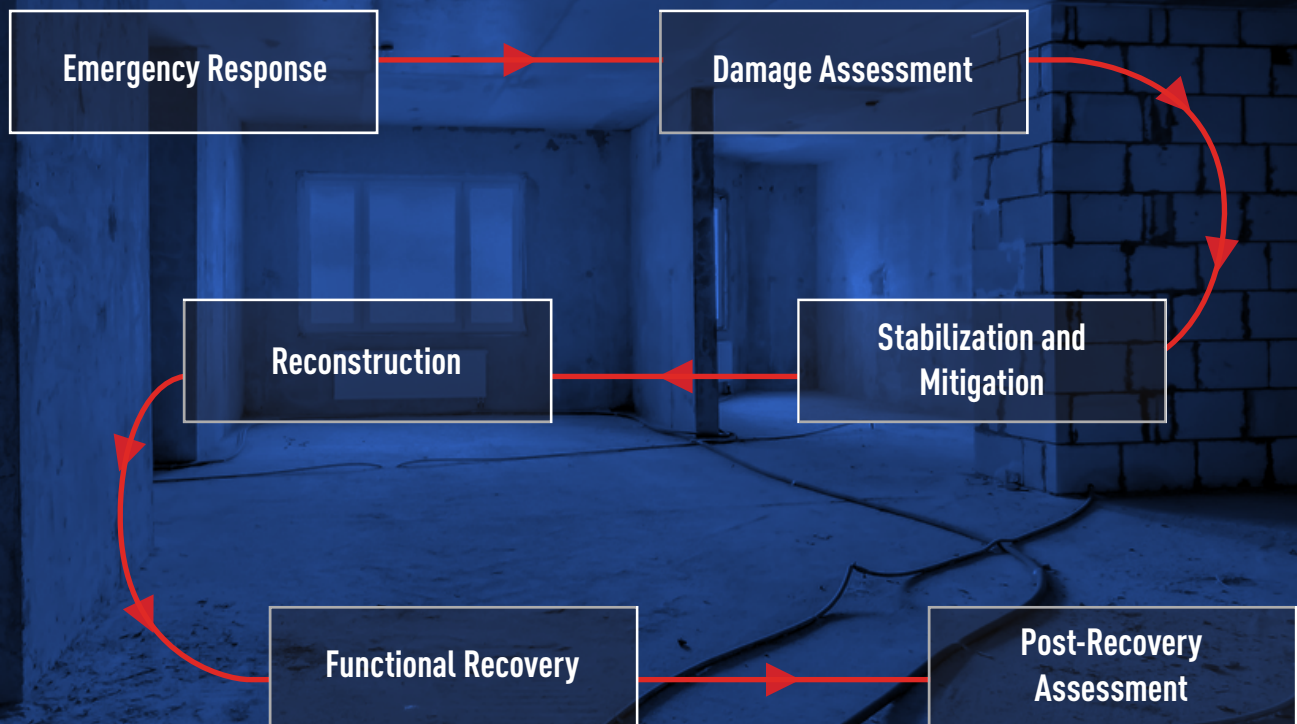 Emergency Response
Damage Assessment
Stabilization and
Mitigation
Reconstruction
Functional Recovery
Post-Recovery
Assessment